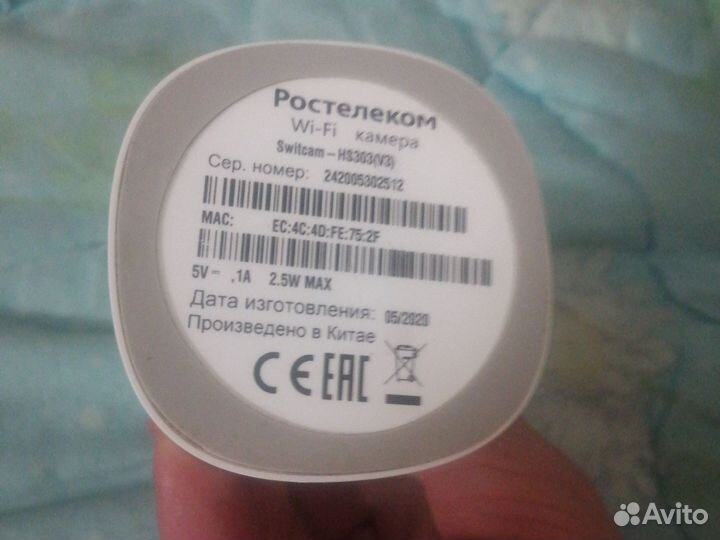 Ростелеком
Wi-Fi камера
Switcam - HS303(V3)
Сер. номер: 242005302512
MAC: EC:4C:4D:FE:75:2F
5V⎓ ,1A 2.5W MAX
Дата изготовления: 05/2020
Произведено в Китае
CE EAC
Avito